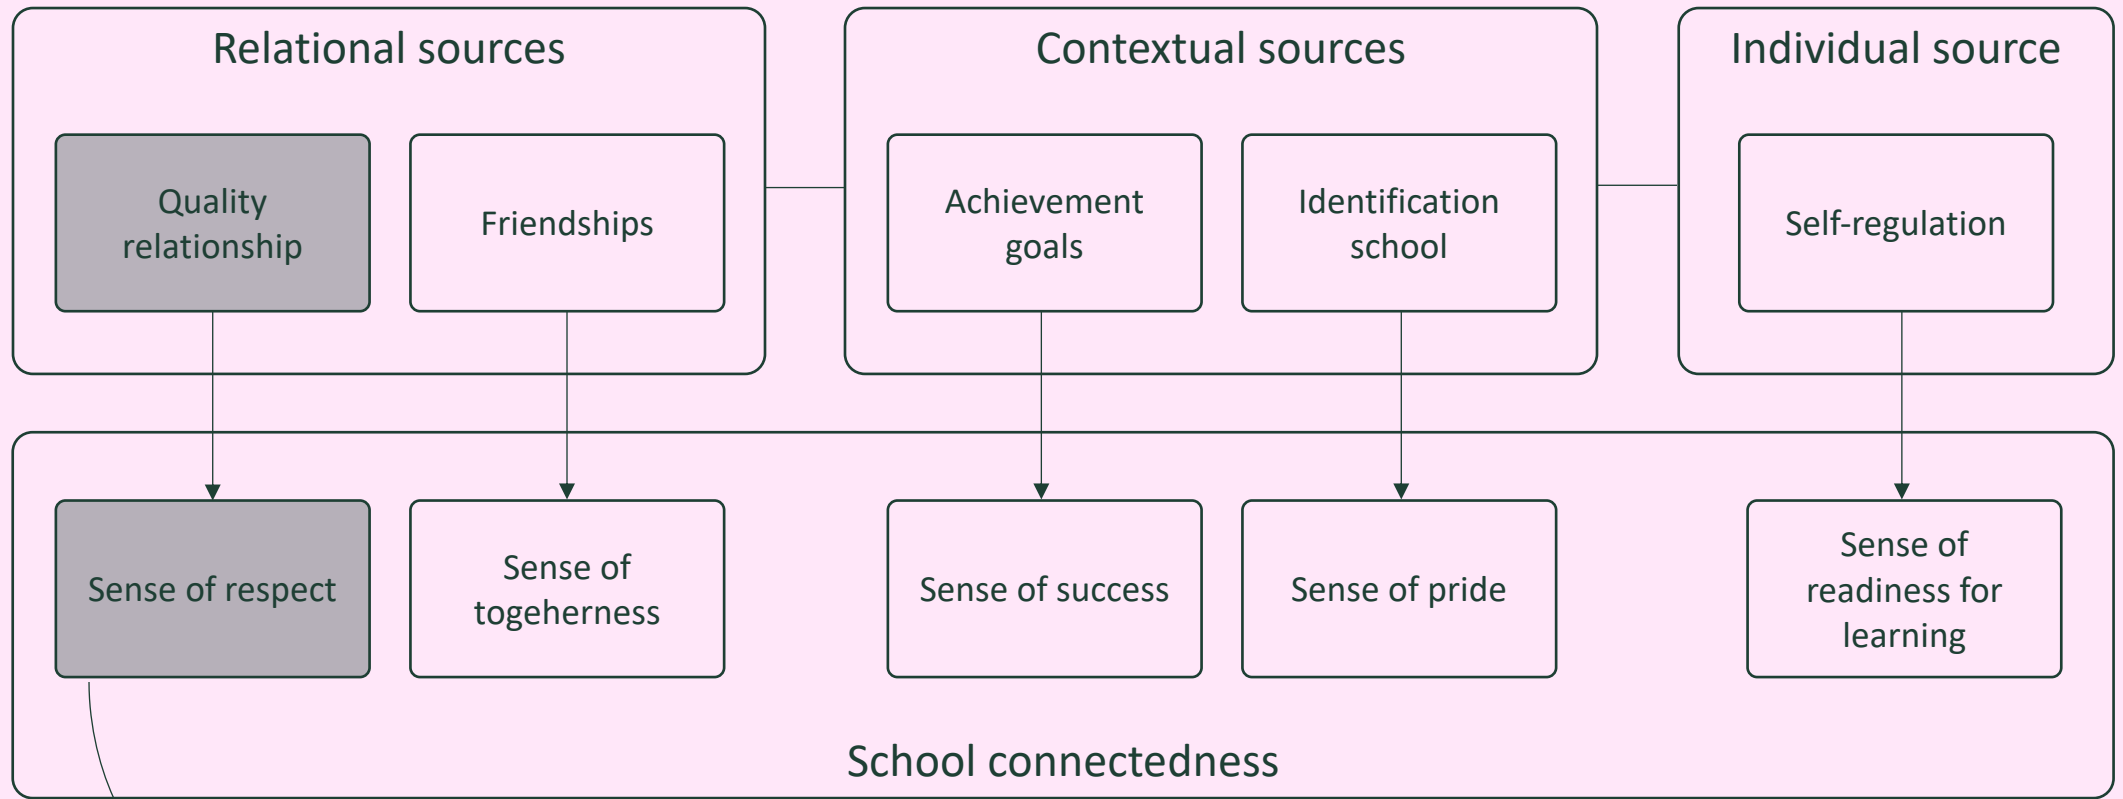 Relational sources
Contextual sources
Individual source
Quality
relationship
Friendships
Achievement
goals
Identification
school
Self-regulation
Sense of respect
Sense of
togeherness
Sense of success
Sense of pride
Sense of
readiness for
learning
School connectedness